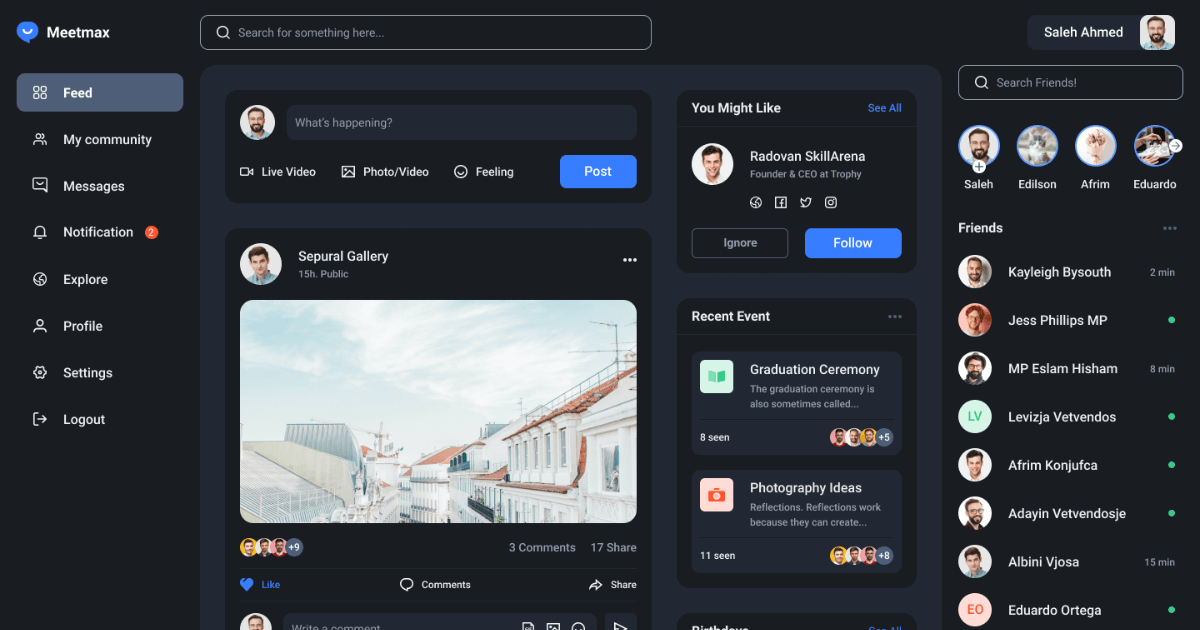 Meetmax
Search for something here...
Saleh Ahmed
Feed
My community
Messages
Notification 2
Explore
Profile
Settings
Logout
What's happening?
Live Video
Photo/Video
Feeling
Post
Sepural Gallery
15h. Public
+9
3 Comments
17 Share
Like
Comments
Share
Write a comment
You Might Like
See All
Radovan SkillArena
Founder & CEO at Trophy
Ignore
Follow
Recent Event
Graduation Ceremony
The graduation ceremony is
also sometimes called...
8 seen
+5
Photography Ideas
Reflections. Reflections work
because they can create...
11 seen
+8
Birthdays
See All
Search Friends!
Saleh
Edilson
Afrim
Eduardo
Friends
Kayleigh Bysouth 2 min
Jess Phillips MP
MP Eslam Hisham 8 min
LV Levizja Vetvendos
Afrim Konjufca
Adayin Vetvendosje
Albini Vjosa 15 min
EO Eduardo Ortega